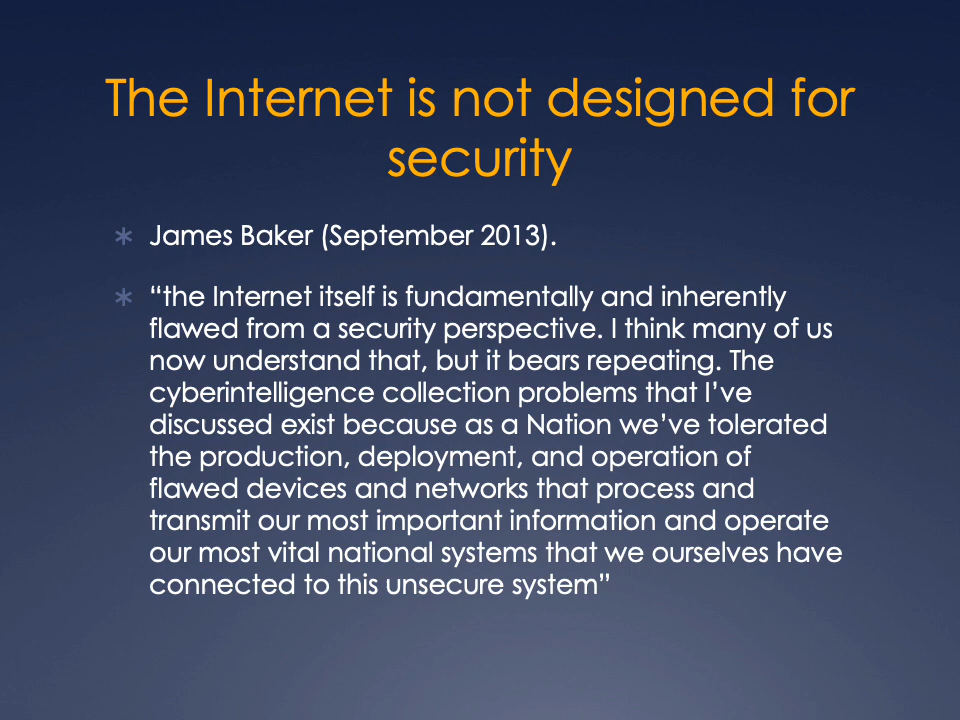 The Internet is not designed for
security
James Baker (September 2013).
“the Internet itself is fundamentally and inherently
flawed from a security perspective. I think many of us
now understand that, but it bears repeating. The
cyberintelligence collection problems that I’ve
discussed exist because as a Nation we’ve tolerated
the production, deployment, and operation of
flawed devices and networks that process and
transmit our most important information and operate
our most vital national systems that we ourselves have
connected to this unsecure system”